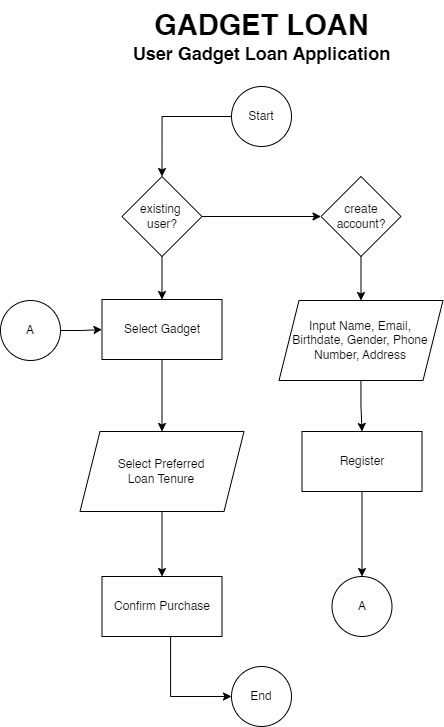 GADGET LOAN
User Gadget Loan Application
Start
existing
user?
create
account?
A
Select Gadget
Input Name, Email,
Birthdate, Gender, Phone
Number, Address
Select Preferred
Loan Tenure
Register
Confirm Purchase
A
End